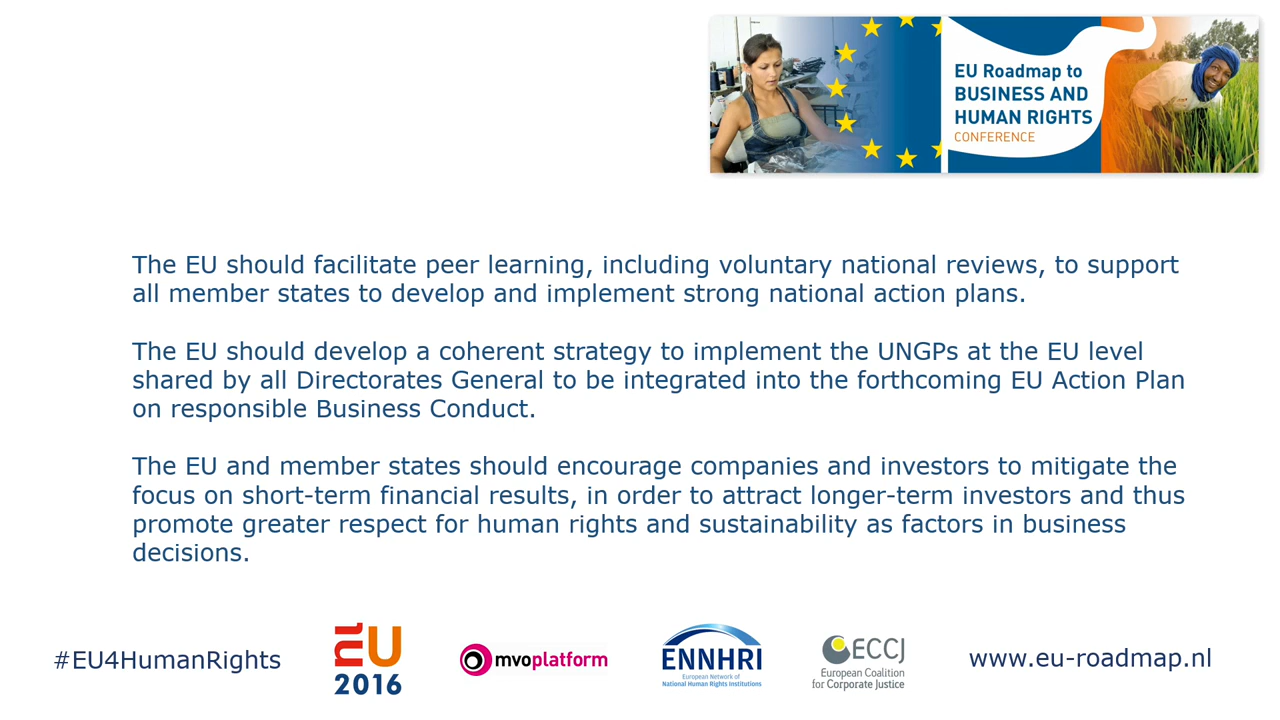 EU Roadmap to
BUSINESS AND
HUMAN RIGHTS
CONFERENCE
The EU should facilitate peer learning, including voluntary national reviews, to support
all member states to develop and implement strong national action plans.
The EU should develop a coherent strategy to implement the UNGPs at the EU level
shared by all Directorates General to be integrated into the forthcoming EU Action Plan
on responsible Business Conduct.
The EU and member states should encourage companies and investors to mitigate the
focus on short-term financial results, in order to attract longer-term investors and thus
promote greater respect for human rights and sustainability as factors in business
decisions.
#EU4HumanRights
nl EU
2016
mvoplatform
ENNHRI
European Network of
National Human Rights Institutions
ECCJ
European Coalition
for Corporate Justice
www.eu-roadmap.nl